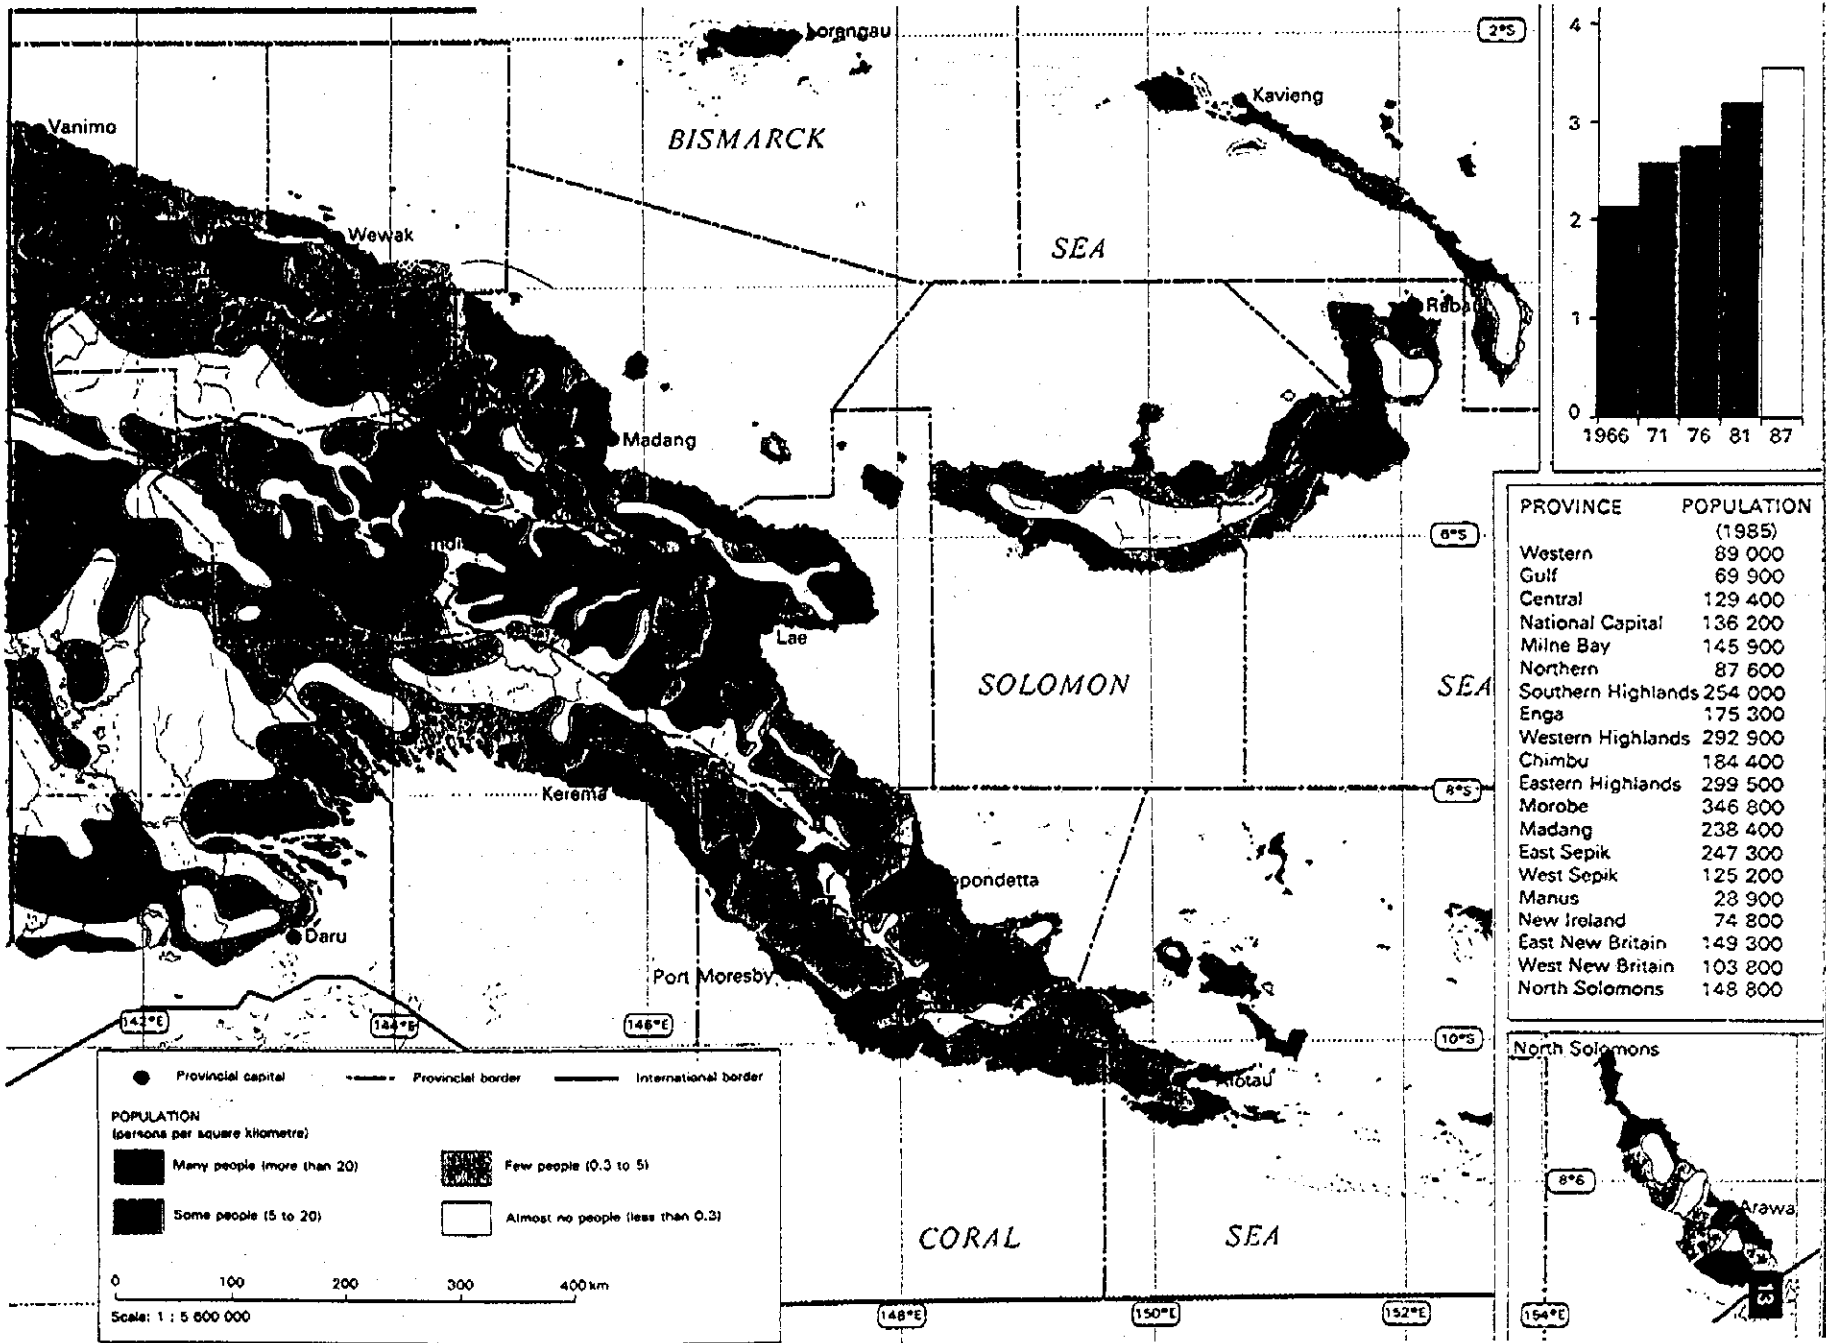 Lorengau
2°S
Kavieng
Vanimo
BISMARCK
Wewak
SEA
Madang
6°S
Lae
SOLOMON
SEA
Kerema
8°S
Daru
Port Moresby
142°E
144°E
146°E
10°S
CORAL
SEA
148°E
150°E
152°E
154°E
Provincial capital
Provincial border
International border
POPULATION
(persons per square kilometre)
Many people (more than 20)
Few people (0.3 to 5)
Some people (5 to 20)
Almost no people (less than 0.3)
0 100 200 300 400 km
Scale: 1 : 5 600 000
4
3
2
1
0
1966 71 76 81 87
PROVINCE POPULATION
(1985)
Western 89 000
Gulf 69 900
Central 129 400
National Capital 136 200
Milne Bay 145 900
Northern 87 600
Southern Highlands 254 000
Enga 175 300
Western Highlands 292 900
Chimbu 184 400
Eastern Highlands 299 500
Morobe 346 800
Madang 238 400
East Sepik 247 300
West Sepik 125 200
Manus 28 900
New Ireland 74 800
East New Britain 149 300
West New Britain 103 800
North Solomons 148 800
North Solomons
8°6
Arawa
13